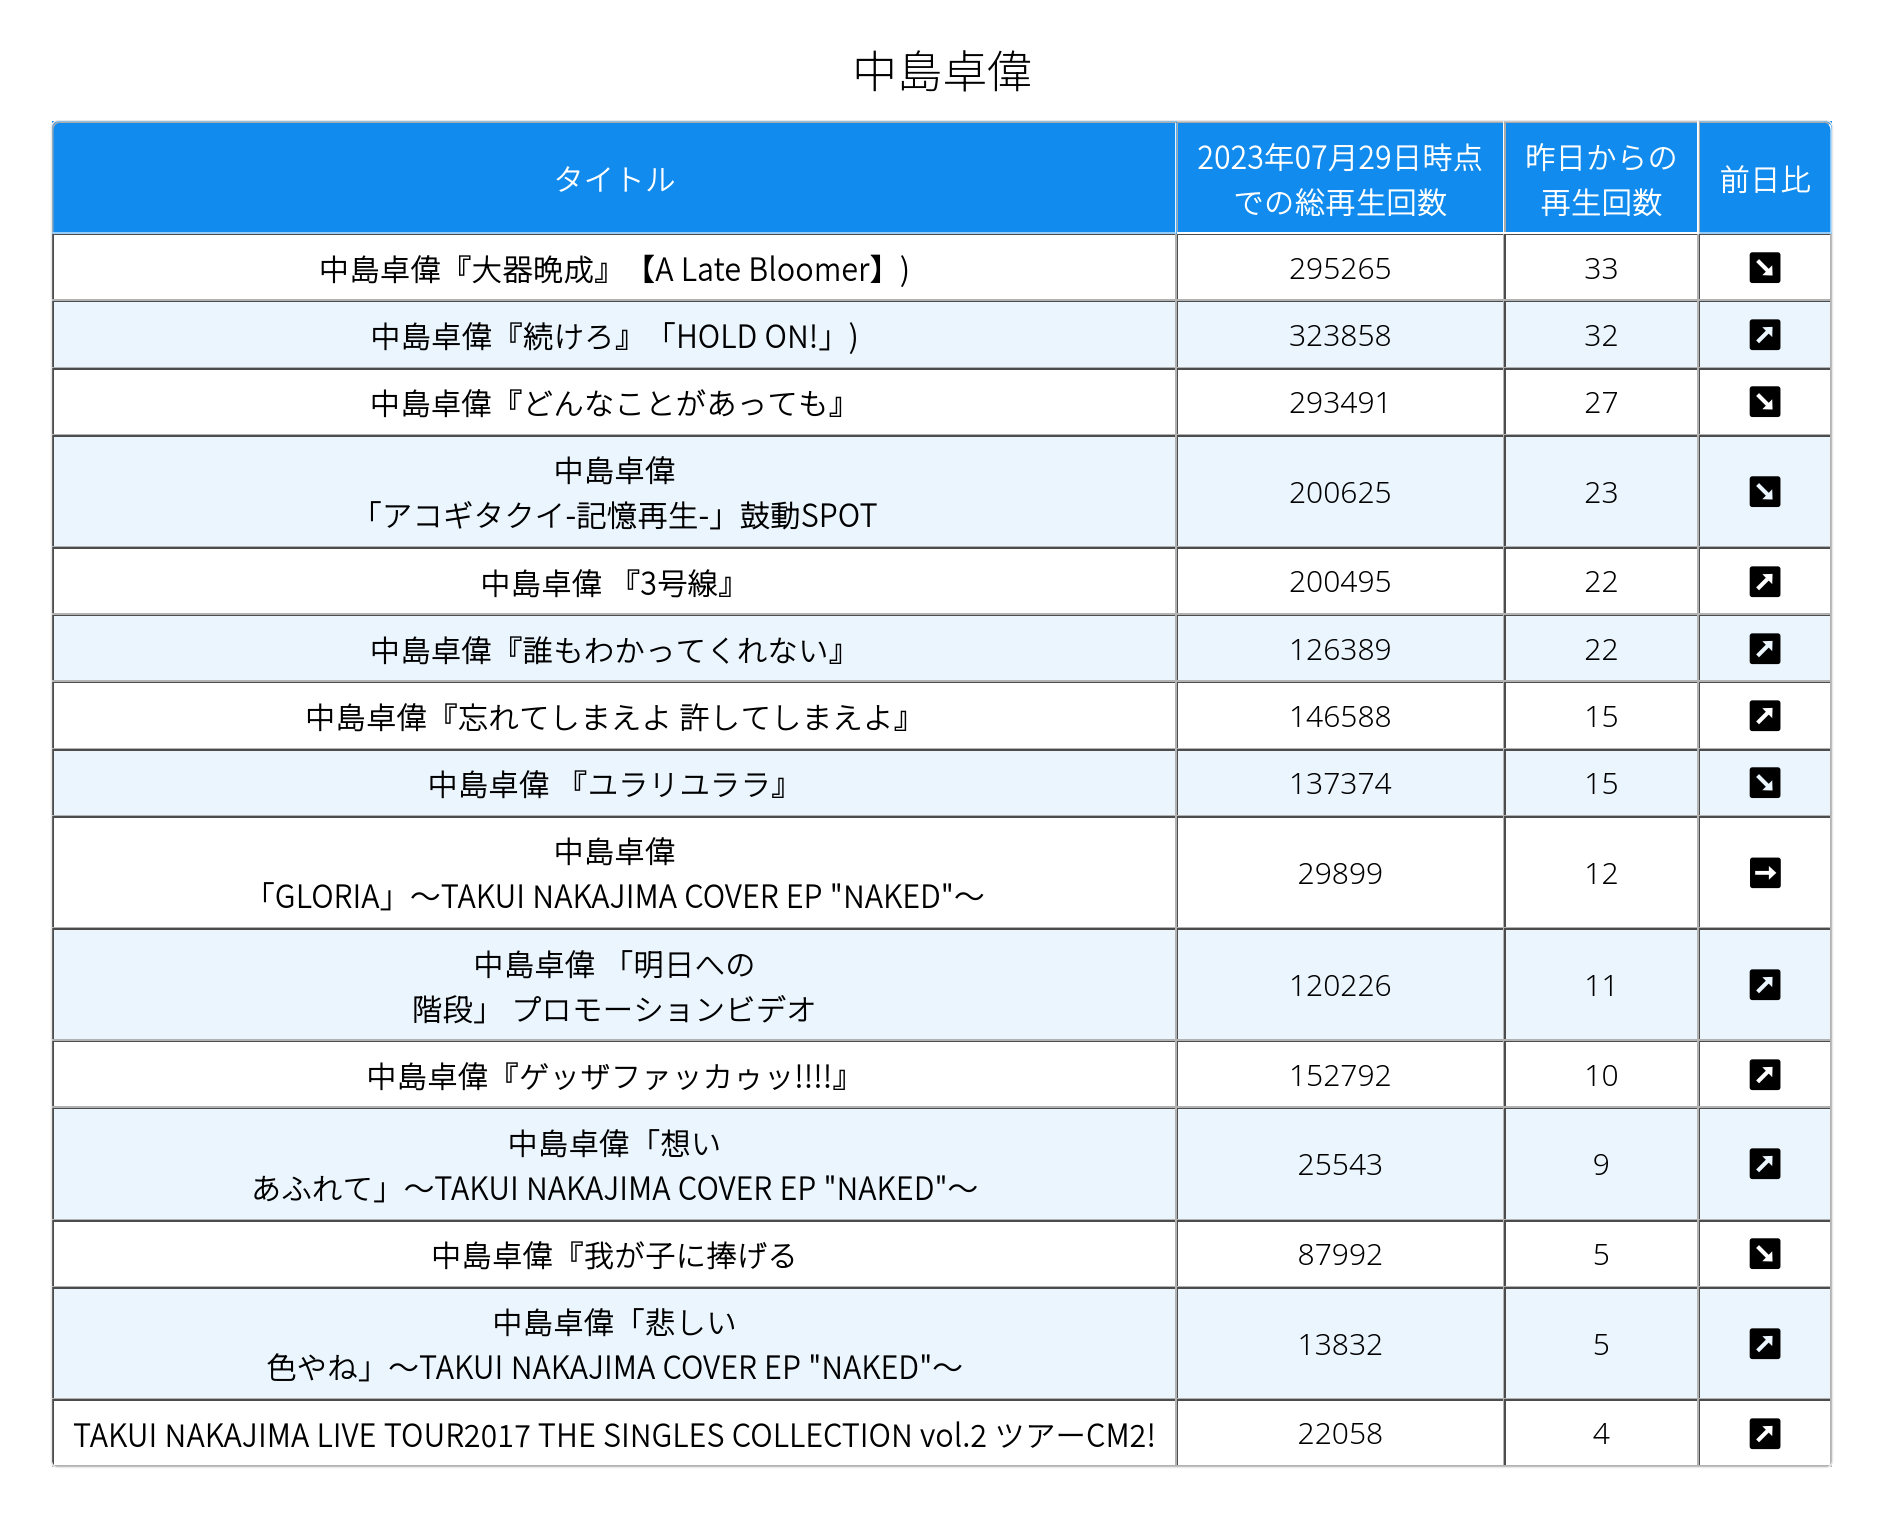 中島卓偉
タイトル
2023年07月29日時点
での総再生回数
昨日からの
再生回数
前日比
中島卓偉『大器晩成』【A Late Bloomer】)
295265
33
中島卓偉『続けろ』「HOLD ON!」)
323858
32
中島卓偉『どんなことがあっても』
293491
27
中島卓偉
「アコギタクイ-記憶再生-」鼓動SPOT
200625
23
中島卓偉 『3号線』
200495
22
中島卓偉『誰もわかってくれない』
126389
22
中島卓偉『忘れてしまえよ 許してしまえよ』
146588
15
中島卓偉 『ユラリユララ』
137374
15
中島卓偉
「GLORIA」～TAKUI NAKAJIMA COVER EP "NAKED"～
29899
12
中島卓偉 「明日への
階段」 プロモーションビデオ
120226
11
中島卓偉『ゲッザファッカゥッ!!!!』
152792
10
中島卓偉「想い
あふれて」～TAKUI NAKAJIMA COVER EP "NAKED"～
25543
9
中島卓偉『我が子に捧げる
87992
5
中島卓偉「悲しい
色やね」～TAKUI NAKAJIMA COVER EP "NAKED"～
13832
5
TAKUI NAKAJIMA LIVE TOUR2017 THE SINGLES COLLECTION vol.2 ツアーCM2!
22058
4